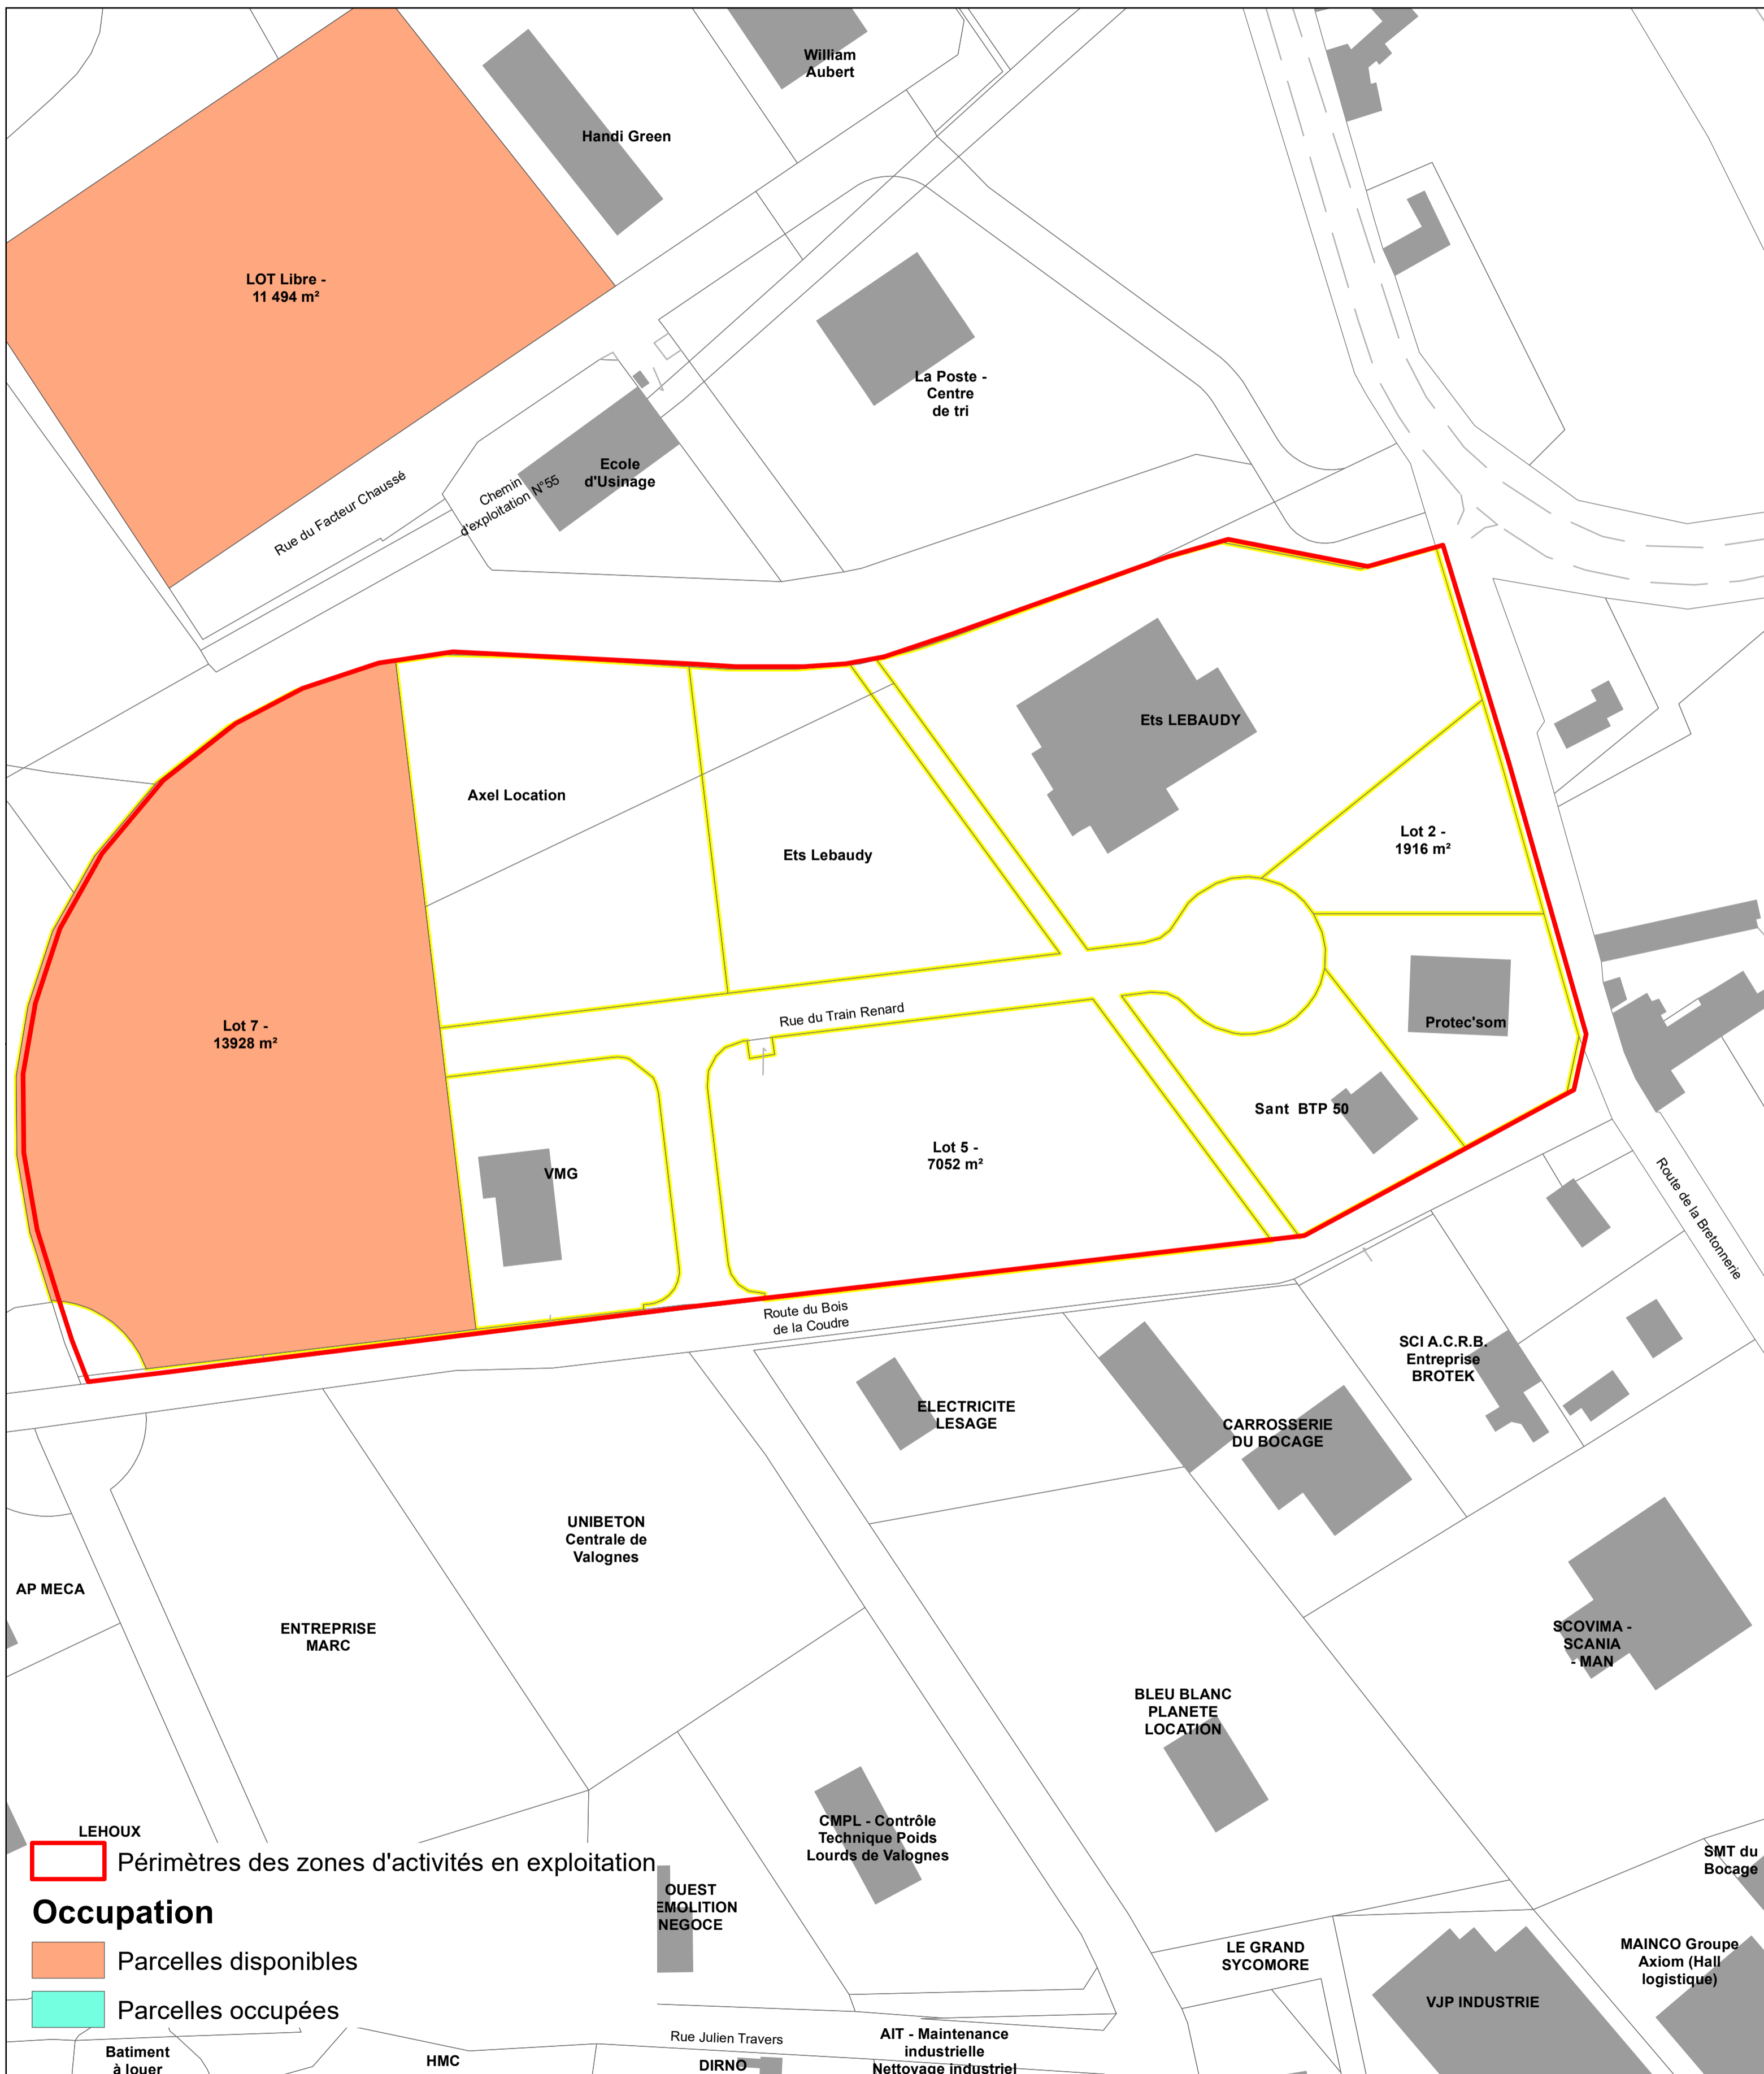 William
Aubert
Handi Green
LOT Libre -
11 494 m²
La Poste -
Centre
de tri
Ecole
d'Usinage
Rue du Facteur Chaussé
Chemin
d'exploitation N°55
Ets LEBAUDY
Axel Location
Ets Lebaudy
Lot 2 -
1916 m²
Rue du Train Renard
Protec'som
Lot 7 -
13928 m²
Sant BTP 50
Lot 5 -
7052 m²
VMG
Route de la Bretonnerie
Route du Bois
de la Coudre
SCI A.C.R.B.
Entreprise
BROTEK
ELECTRICITE
LESAGE
CARROSSERIE
DU BOCAGE
UNIBETON
Centrale de
Valognes
AP MECA
ENTREPRISE
MARC
SCOVIMA -
SCANIA
- MAN
BLEU BLANC
PLANETE
LOCATION
CMPL - Contrôle
Technique Poids
Lourds de Valognes
LEHOUX
SMT du
Bocage
Périmètres des zones d'activités en exploitation
OUEST
EMOLITION
NEGOCE
Occupation
Parcelles disponibles
Parcelles occupées
LE GRAND
SYCOMORE
MAINCO Groupe
Axiom (Hall
logistique)
VJP INDUSTRIE
Rue Julien Travers
AIT - Maintenance
industrielle
Nettoyage industriel
Batiment
à louer
HMC
DIRNO